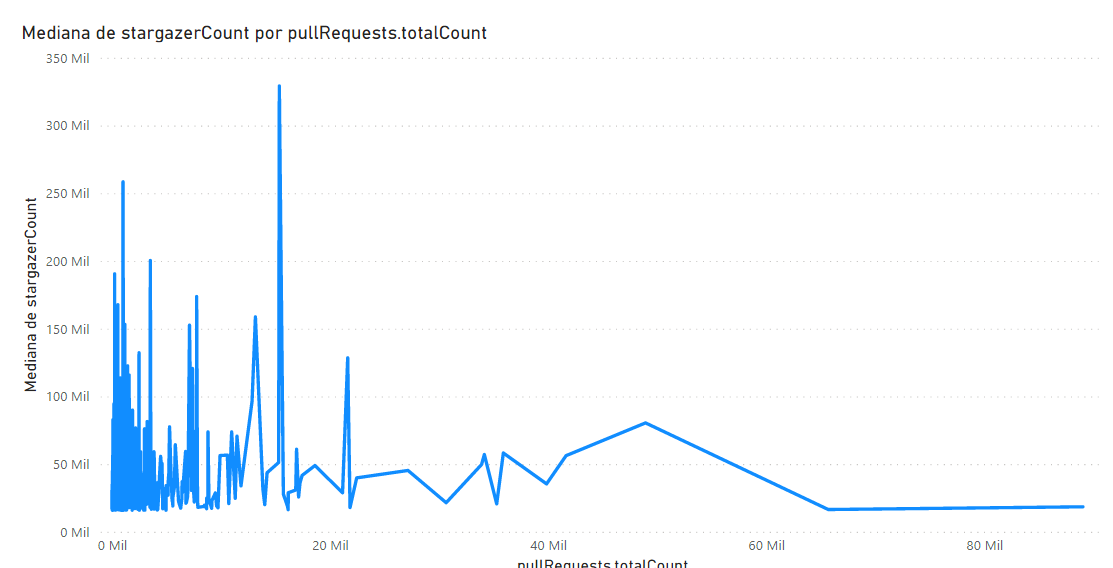 Mediana de stargazerCount por pullRequests.totalCount
350 Mil
300 Mil
250 Mil
200 Mil
150 Mil
100 Mil
50 Mil
0 Mil
Mediana de stargazerCount
0 Mil
20 Mil
40 Mil
60 Mil
80 Mil
pullRequests.totalCount